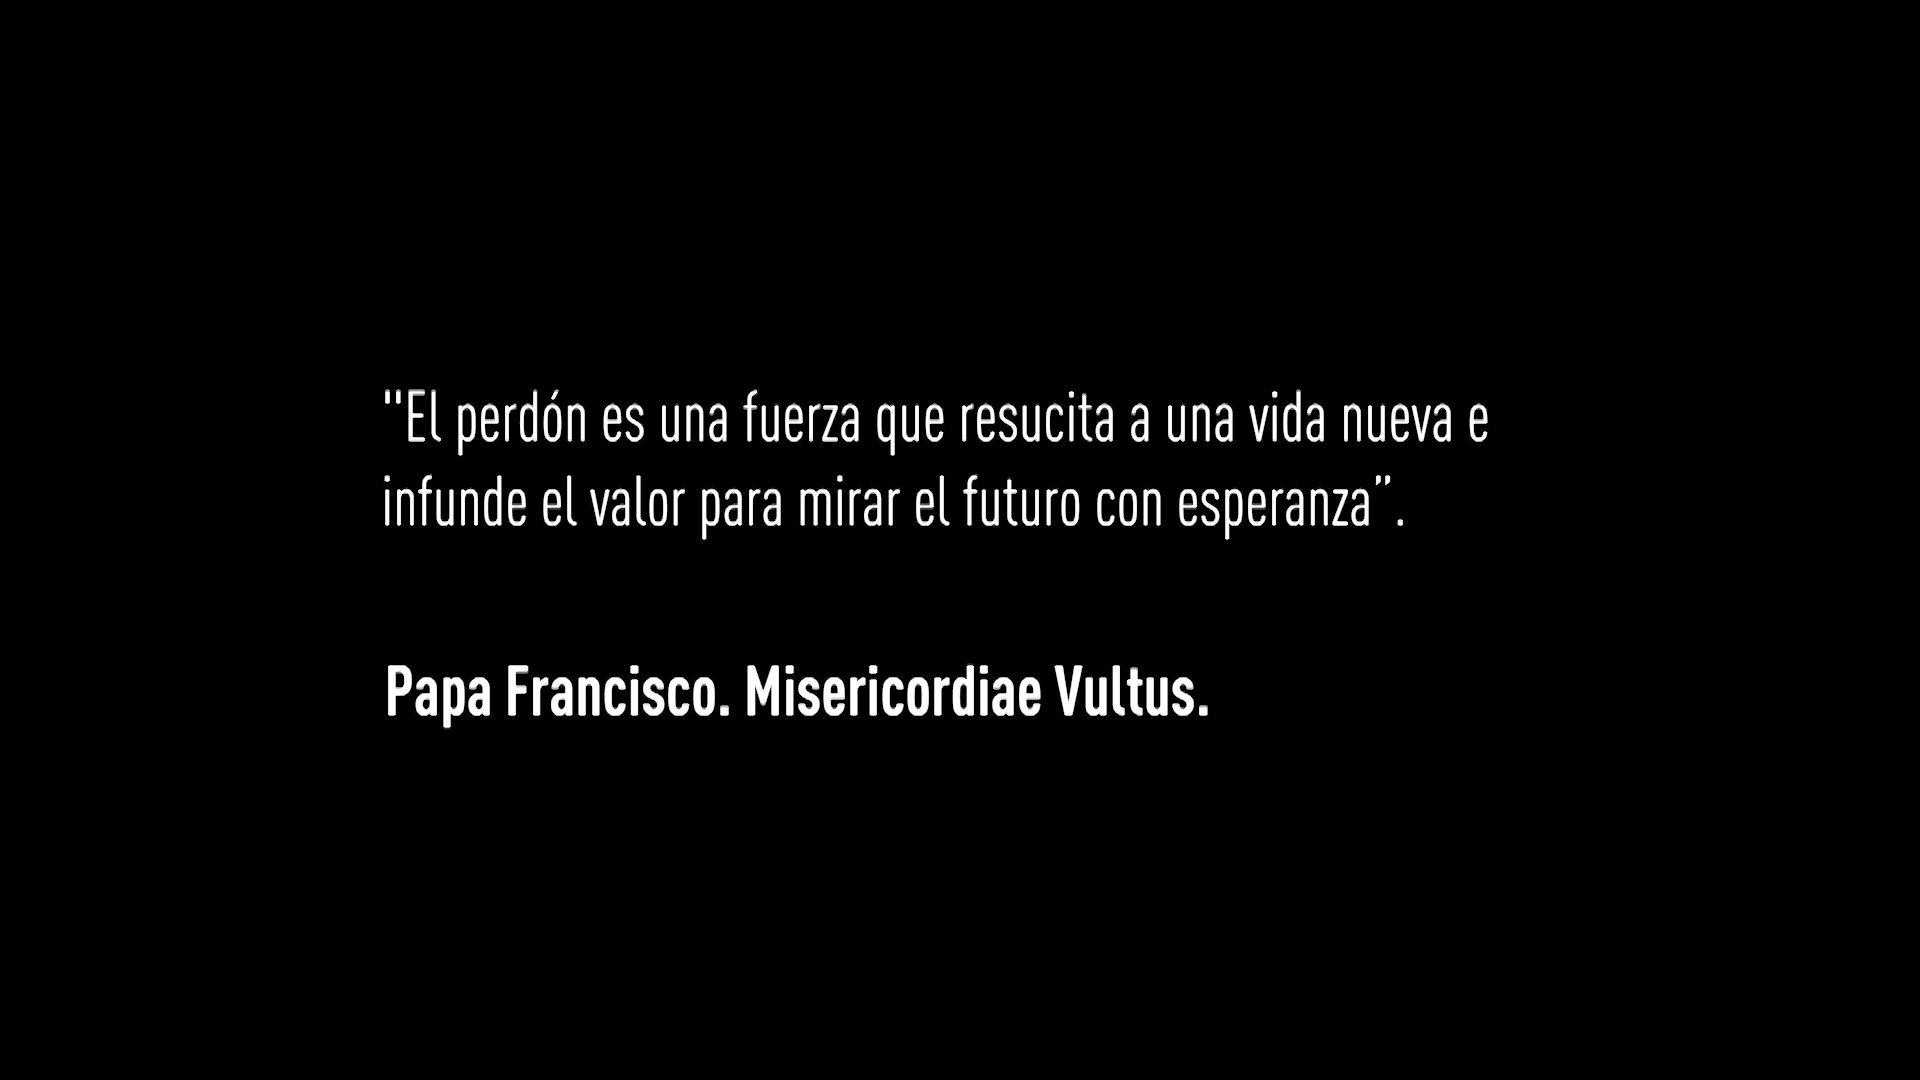 "El perdón es una fuerza que resucita a una vida nueva e
infunde el valor para mirar el futuro con esperanza”.
Papa Francisco. Misericordiae Vultus.